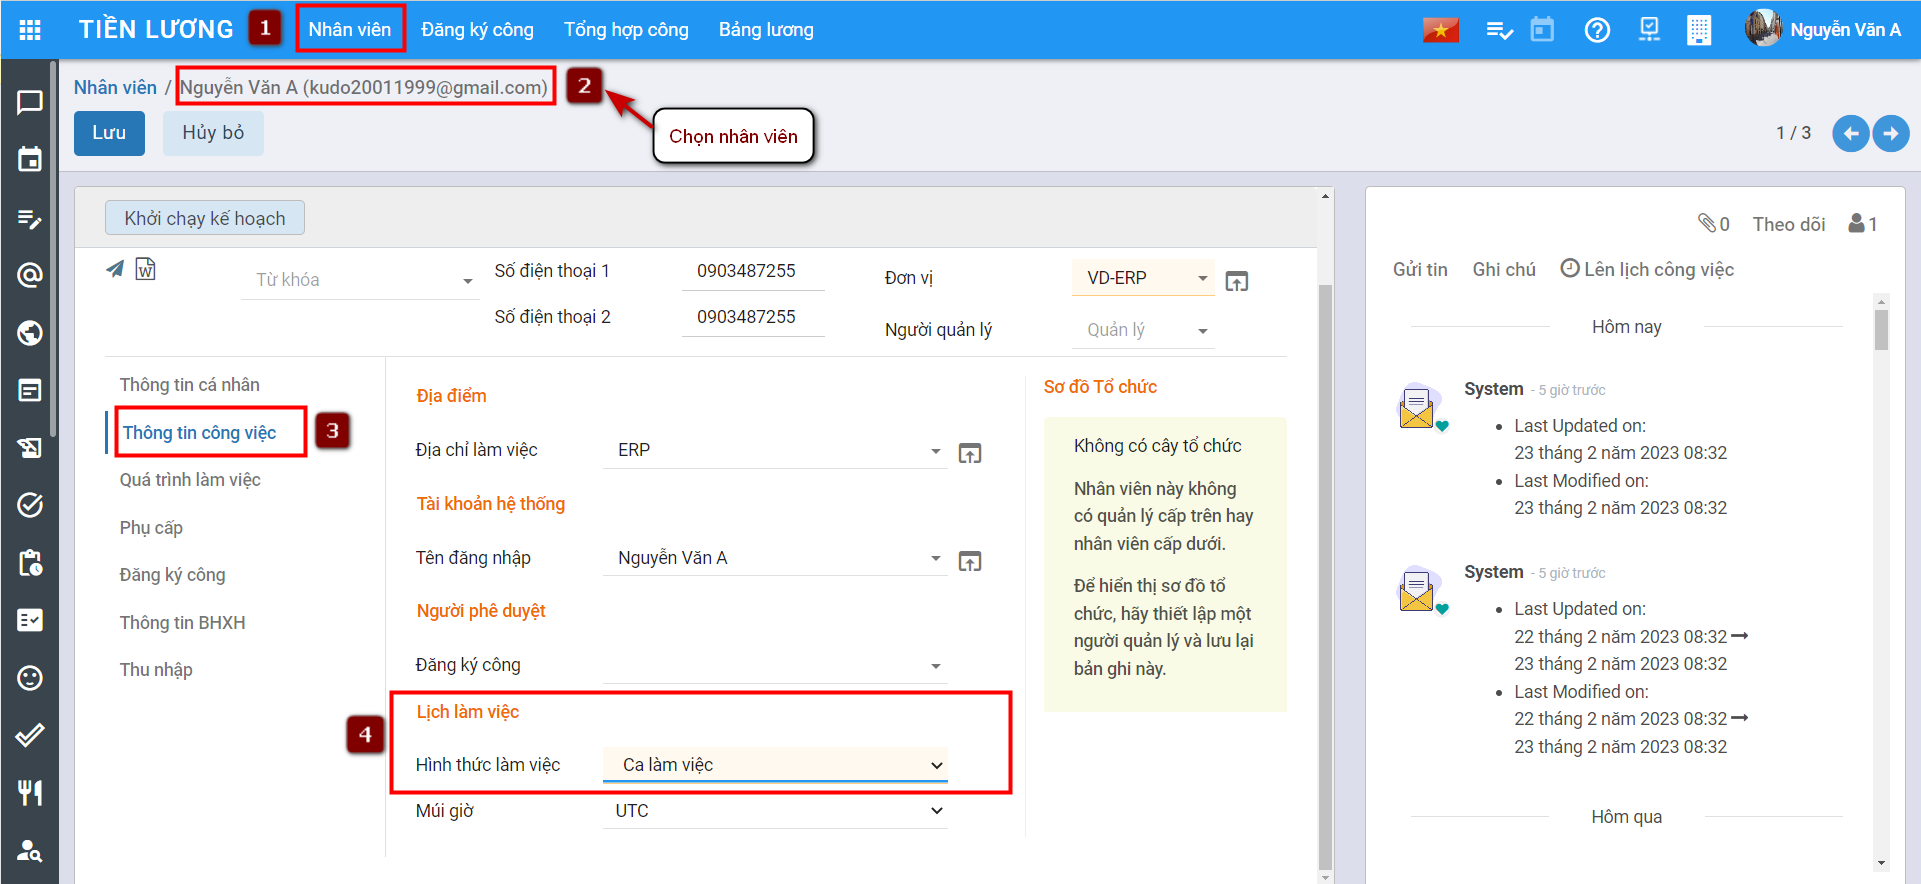 TIỀN LƯƠNG
1
Nhân viên
Đăng ký công
Tổng hợp công
Bảng lương
Nguyễn Văn A
Nhân viên / Nguyễn Văn A (kudo20011999@gmail.com)
2
Chọn nhân viên
Lưu
Hủy bỏ
1 / 3
Khởi chạy kế hoạch
W
Từ khóa
Số điện thoại 1
0903487255
Số điện thoại 2
0903487255
Đơn vị
VD-ERP
Người quản lý
Quản lý
Thông tin cá nhân
Thông tin công việc
3
Quá trình làm việc
Phụ cấp
Đăng ký công
Thông tin BHXH
Thu nhập
Địa điểm
Địa chỉ làm việc
ERP
Tài khoản hệ thống
Tên đăng nhập
Nguyễn Văn A
Người phê duyệt
Đăng ký công
4
Lịch làm việc
Hình thức làm việc
Ca làm việc
Múi giờ
UTC
Sơ đồ Tổ chức
Không có cây tổ chức
Nhân viên này không
có quản lý cấp trên hay
nhân viên cấp dưới.
Để hiển thị sơ đồ tổ
chức, hãy thiết lập một
người quản lý và lưu lại
bản ghi này.
0
Theo dõi
1
Gửi tin
Ghi chú
Lên lịch công việc
Hôm nay
System - 5 giờ trước
Last Updated on:
23 tháng 2 năm 2023 08:32
Last Modified on:
23 tháng 2 năm 2023 08:32
System - 5 giờ trước
Last Updated on:
22 tháng 2 năm 2023 08:32
23 tháng 2 năm 2023 08:32
Last Modified on:
22 tháng 2 năm 2023 08:32
23 tháng 2 năm 2023 08:32
Hôm qua